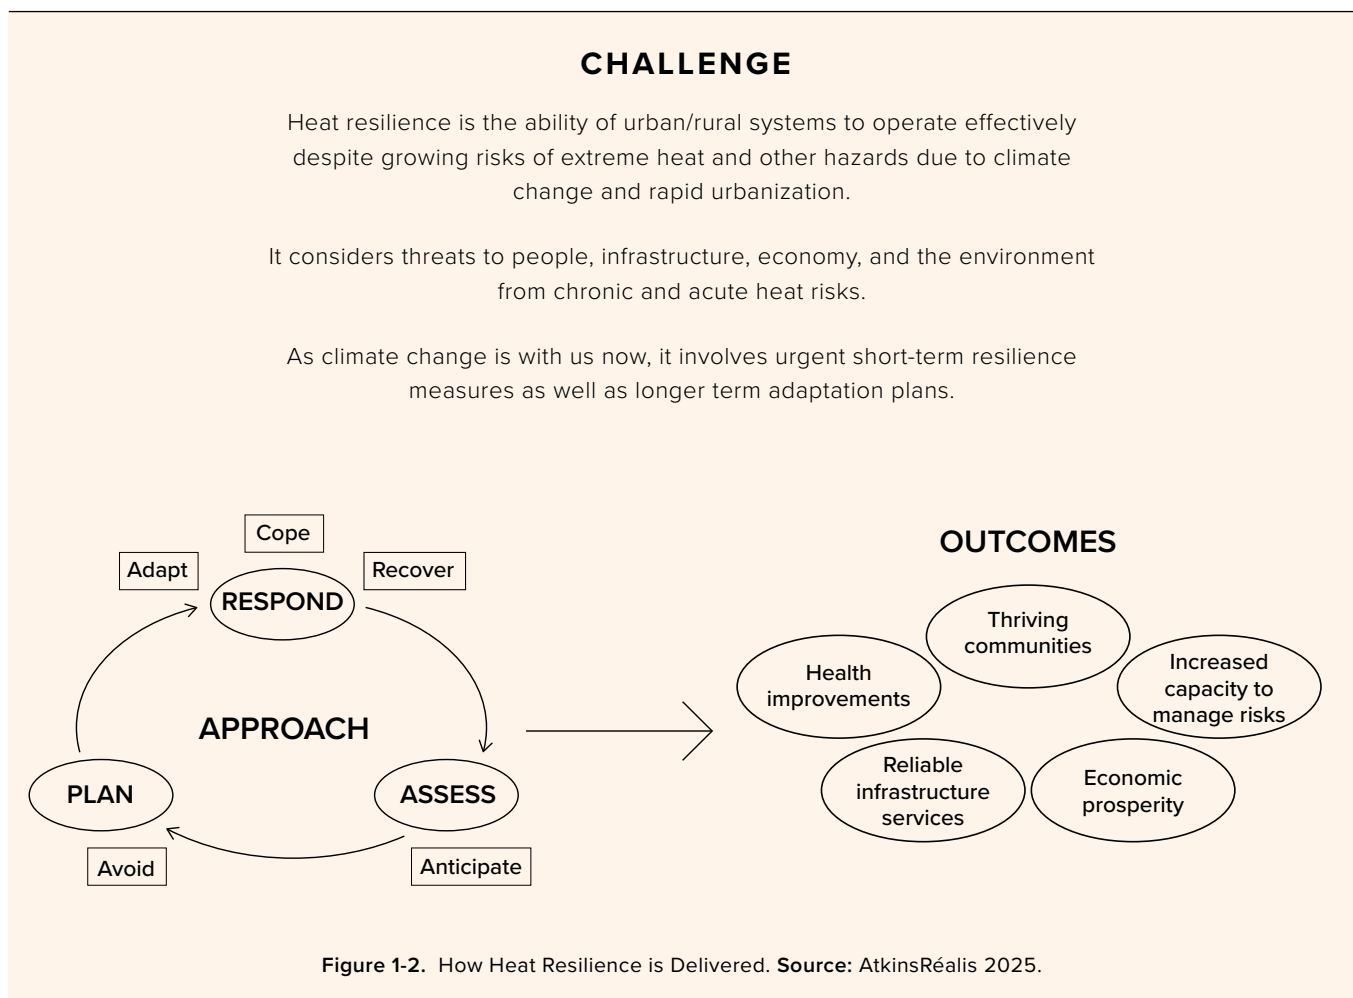 CHALLENGE
Heat resilience is the ability of urban/rural systems to operate effectively
despite growing risks of extreme heat and other hazards due to climate
change and rapid urbanization.
It considers threats to people, infrastructure, economy, and the environment
from chronic and acute heat risks.
As climate change is with us now, it involves urgent short-term resilience
measures as well as longer term adaptation plans.
Cope
Adapt
Recover
RESPOND
APPROACH
PLAN
ASSESS
Avoid
Anticipate
OUTCOMES
Thriving
communities
Health
improvements
Increased
capacity to
manage risks
Reliable
infrastructure
services
Economic
prosperity
Figure 1-2. How Heat Resilience is Delivered. Source: AtkinsRéalis 2025.